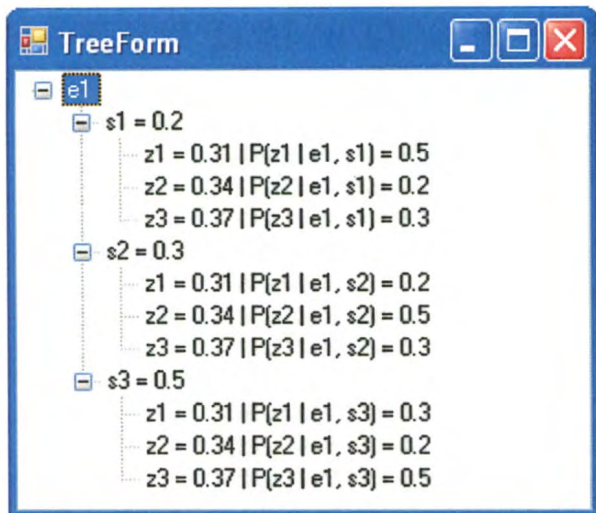 TreeForm
e1
s1 = 0.2
z1 = 0.31 | P(z1 | e1, s1) = 0.5
z2 = 0.34 | P(z2 | e1, s1) = 0.2
z3 = 0.37 | P(z3 | e1, s1) = 0.3
s2 = 0.3
z1 = 0.31 | P(z1 | e1, s2) = 0.2
z2 = 0.34 | P(z2 | e1, s2) = 0.5
z3 = 0.37 | P(z3 | e1, s2) = 0.3
s3 = 0.5
z1 = 0.31 | P(z1 | e1, s3) = 0.3
z2 = 0.34 | P(z2 | e1, s3) = 0.2
z3 = 0.37 | P(z3 | e1, s3) = 0.5